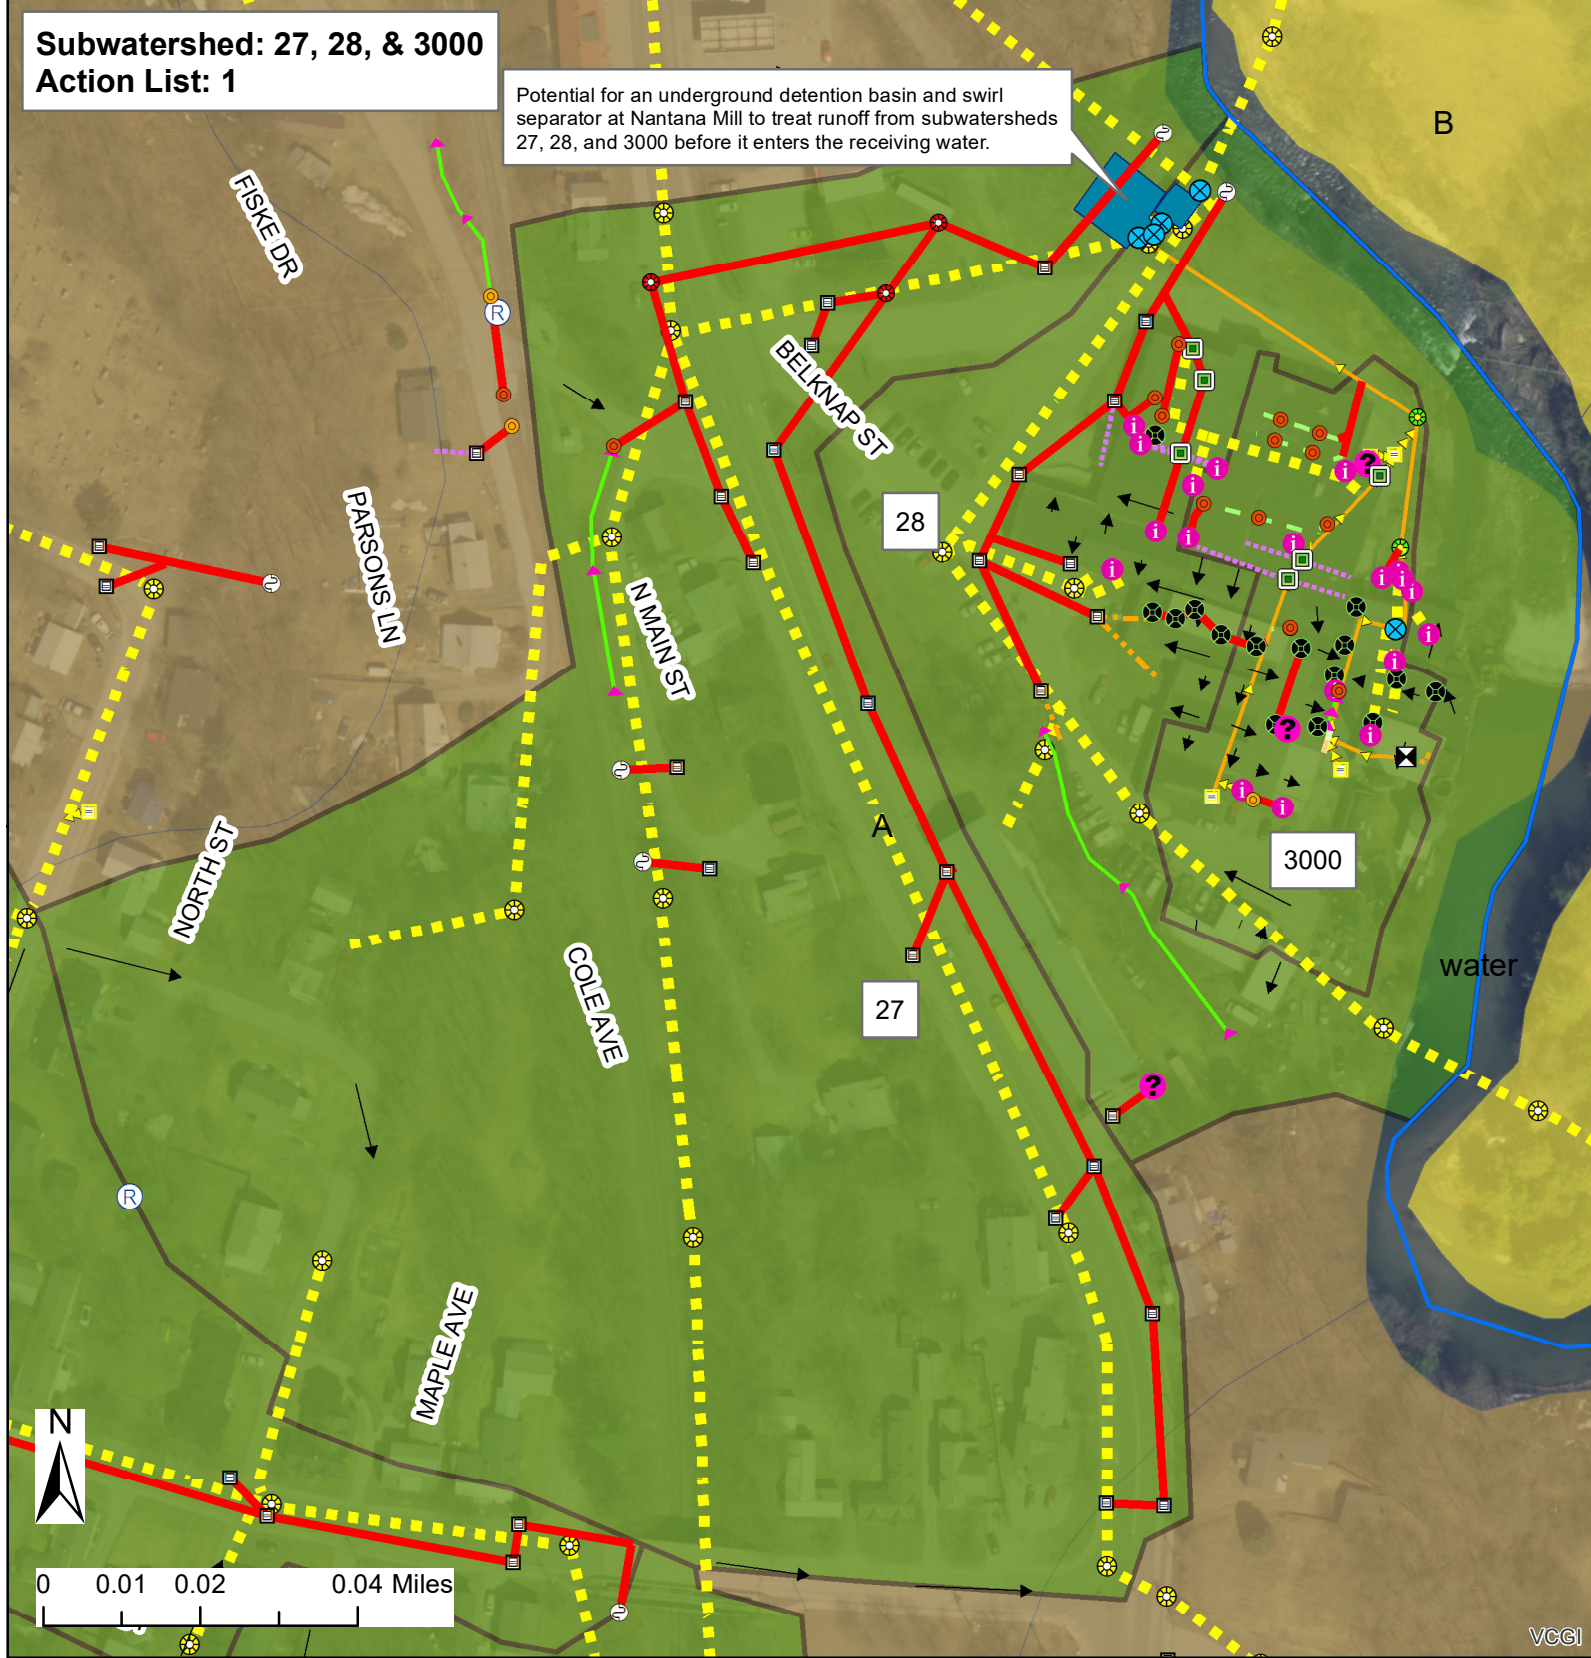 Subwatershed: 27, 28, & 3000
Action List: 1
Potential for an underground detention basin and swirl
separator at Nantana Mill to treat runoff from subwatersheds
27, 28, and 3000 before it enters the receiving water.
B
FISKE DR
R
BELKNAP ST
PARSONS LN
28
N MAIN ST
A
NORTH ST
3000
COLE AVE
water
27
R
MAPLE AVE
N
0 0.01 0.02 0.04 Miles
VCGI